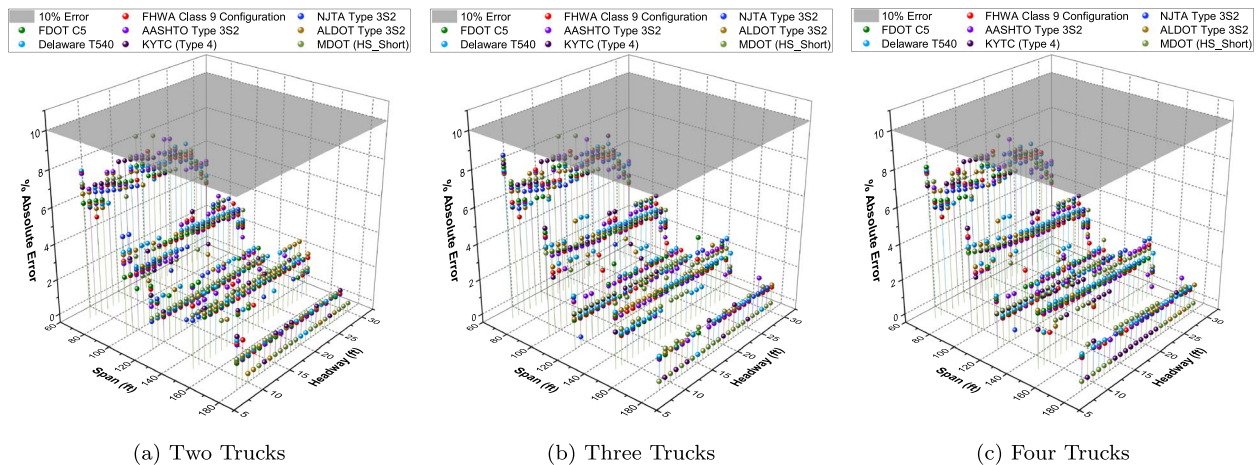 10% Error FHWA Class 9 Configuration NJTA Type 3S2
FDOT C5 AASHTO Type 3S2 ALDOT Type 3S2
Delaware T540 KYTC (Type 4) MDOT (HS_Short)
10
8
6
4
2
0
% Absolute Error
60
80
100
120
140
160
180
Span (ft)
5
10
15
20
25
30
Headway (ft)
(a) Two Trucks
10% Error FHWA Class 9 Configuration NJTA Type 3S2
FDOT C5 AASHTO Type 3S2 ALDOT Type 3S2
Delaware T540 KYTC (Type 4) MDOT (HS_Short)
10
8
6
4
2
0
% Absolute Error
60
80
100
120
140
160
180
Span (ft)
5
10
15
20
25
30
Headway (ft)
(b) Three Trucks
10% Error FHWA Class 9 Configuration NJTA Type 3S2
FDOT C5 AASHTO Type 3S2 ALDOT Type 3S2
Delaware T540 KYTC (Type 4) MDOT (HS_Short)
10
8
6
4
2
0
% Absolute Error
60
80
100
120
140
160
180
Span (ft)
5
10
15
20
25
30
Headway (ft)
(c) Four Trucks